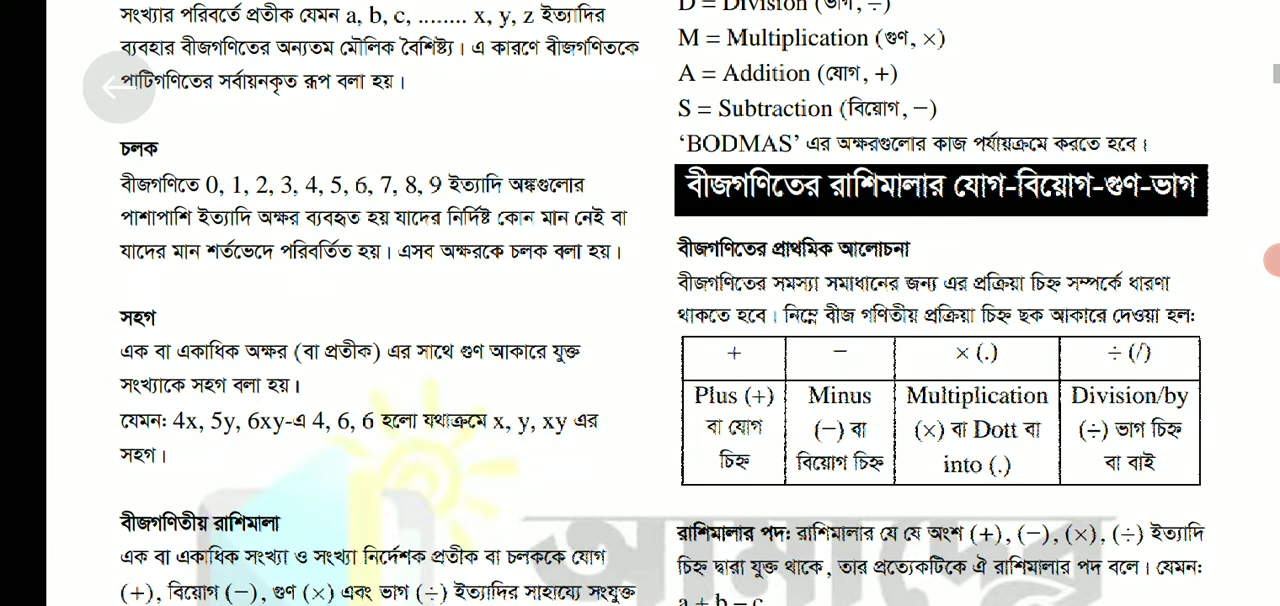 সংখ্যার পরিবর্তে প্রতীক যেমন a, b, c, ........ x, y, z ইত্যাদির
ব্যবহার বীজগণিতের অন্যতম মৌলিক বৈশিষ্ট্য। এ কারণে বীজগণিতকে
পাটিগণিতের সর্বায়নকৃত রূপ বলা হয়।
চলক
বীজগণিতে 0, 1, 2, 3, 4, 5, 6, 7, 8, 9 ইত্যাদি অঙ্কগুলোর
পাশাপাশি ইত্যাদি অক্ষর ব্যবহৃত হয় যাদের নির্দিষ্ট কোন মান নেই বা
যাদের মান শর্তভেদে পরিবর্তিত হয়। এসব অক্ষরকে চলক বলা হয়।
সহগ
এক বা একাধিক অক্ষর (বা প্রতীক) এর সাথে গুণ আকারে যুক্ত
সংখ্যাকে সহগ বলা হয়।
যেমনঃ 4x, 5y, 6xy-এ 4, 6, 6 হলো যথাক্রমে x, y, xy এর
সহগ।
বীজগণিতীয় রাশিমালা
এক বা একাধিক সংখ্যা ও সংখ্যা নির্দেশক প্রতীক বা চলককে যোগ
(+), বিয়োগ (−), গুণ (×) এবং ভাগ (÷) ইত্যাদির সাহায্যে সংযুক্ত
D = Division (ভাগ, ÷)
M = Multiplication (গুণ, ×)
A = Addition (যোগ, +)
S = Subtraction (বিয়োগ, −)
‘BODMAS’ এর অক্ষরগুলোর কাজ পর্যায়ক্রমে করতে হবে।
বীজগণিতের রাশিমালার যোগ-বিয়োগ-গুণ-ভাগ
বীজগণিতের প্রাথমিক আলোচনা
বীজগণিতের সমস্যা সমাধানের জন্য এর প্রক্রিয়া চিহ্ন সম্পর্কে ধারণা
থাকতে হবে। নিম্নে বীজ গণিতীয় প্রক্রিয়া চিহ্ন ছক আকারে দেওয়া হলঃ
+ − × (.) ÷ (/)
Plus (+) Minus Multiplication Division/by
বা যোগ (−) বা (×) বা Dott বা (÷) ভাগ চিহ্ন
চিহ্ন বিয়োগ চিহ্ন into (.) বা বাই
রাশিমালার পদঃ রাশিমালার যে যে অংশ (+), (−), (×), (÷) ইত্যাদি
চিহ্ন দ্বারা যুক্ত থাকে, তার প্রত্যেকটিকে ঐ রাশিমালার পদ বলে। যেমনঃ
a + b − c
আমাদের